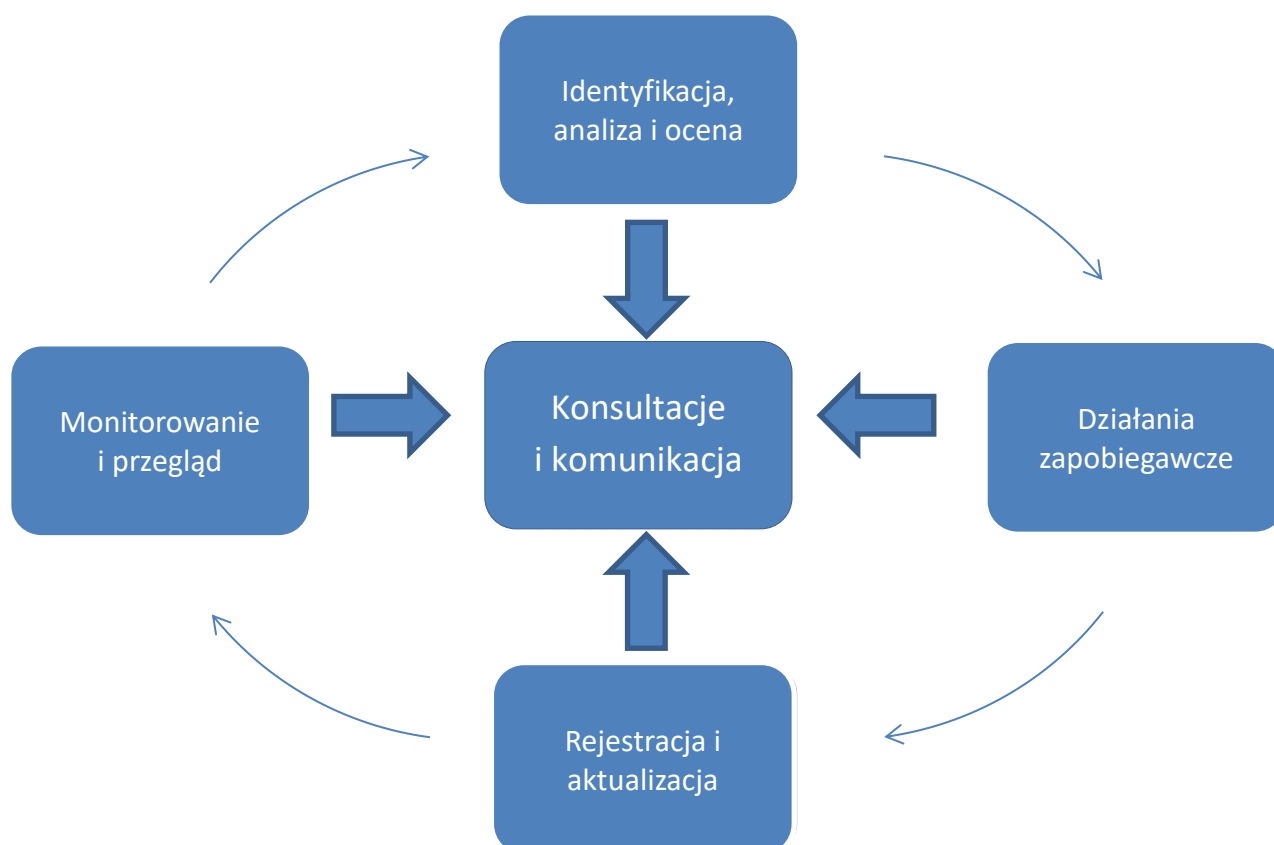 Identyfikacja,
analiza i ocena
Monitorowanie
i przegląd
Konsultacje
i komunikacja
Działania
zapobiegawcze
Rejestracja i
aktualizacja